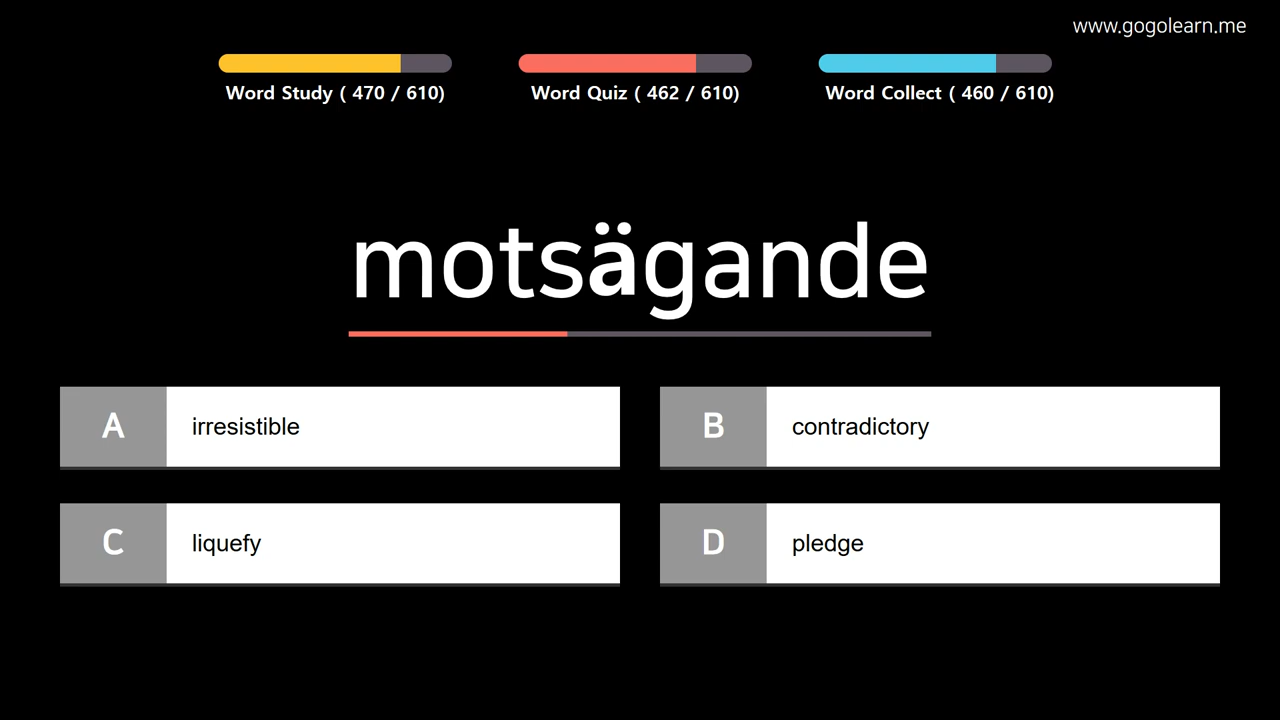 www.gogolearn.me
Word Study ( 470 / 610)
Word Quiz ( 462 / 610)
Word Collect ( 460 / 610)
motsägande
A irresistible
B contradictory
C liquefy
D pledge